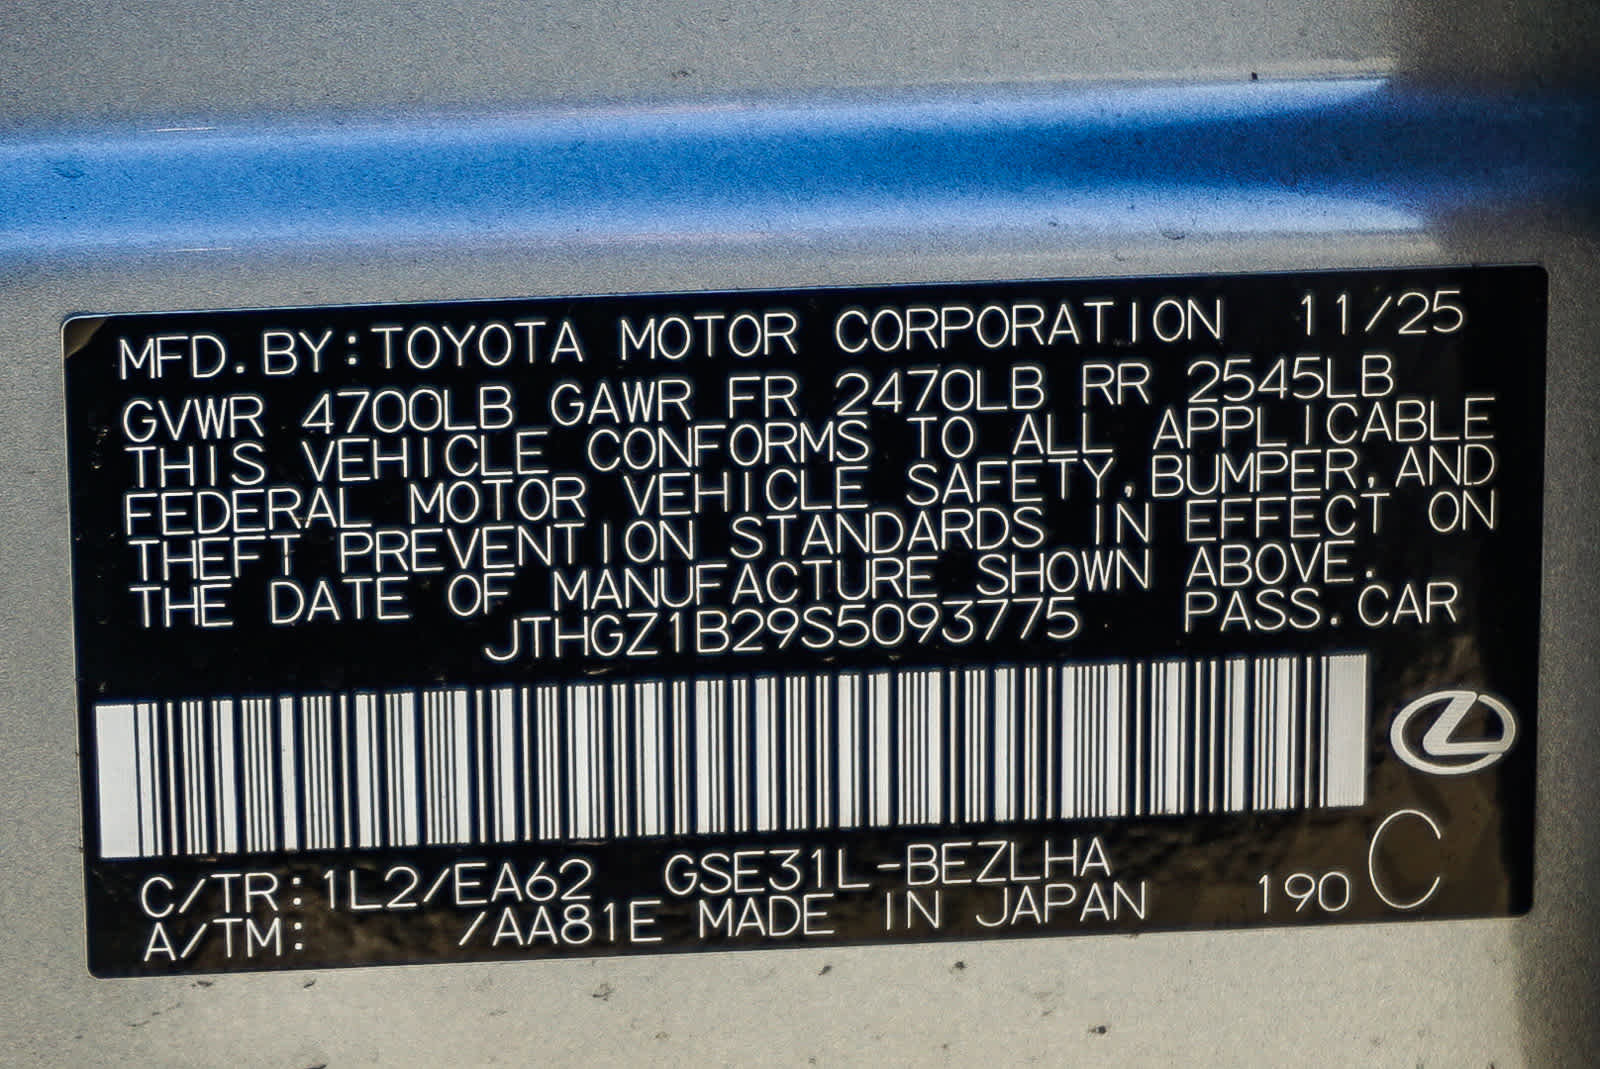 MFD. BY:TOYOTA MOTOR CORPORATION 11/25
GVWR 4700LB GAWR FR 2470LB RR 2545LB
THIS VEHICLE CONFORMS TO ALL APPLICABLE
FEDERAL MOTOR VEHICLE SAFETY, BUMPER, AND
THEFT PREVENTION STANDARDS IN EFFECT ON
THE DATE OF MANUFACTURE SHOWN ABOVE.
JTHGZ1B29S5093775 PASS. CAR
C/TR:1L2/EA62 GSE31L-BEZLHA
A/TM: /AA81E MADE IN JAPAN 190 C